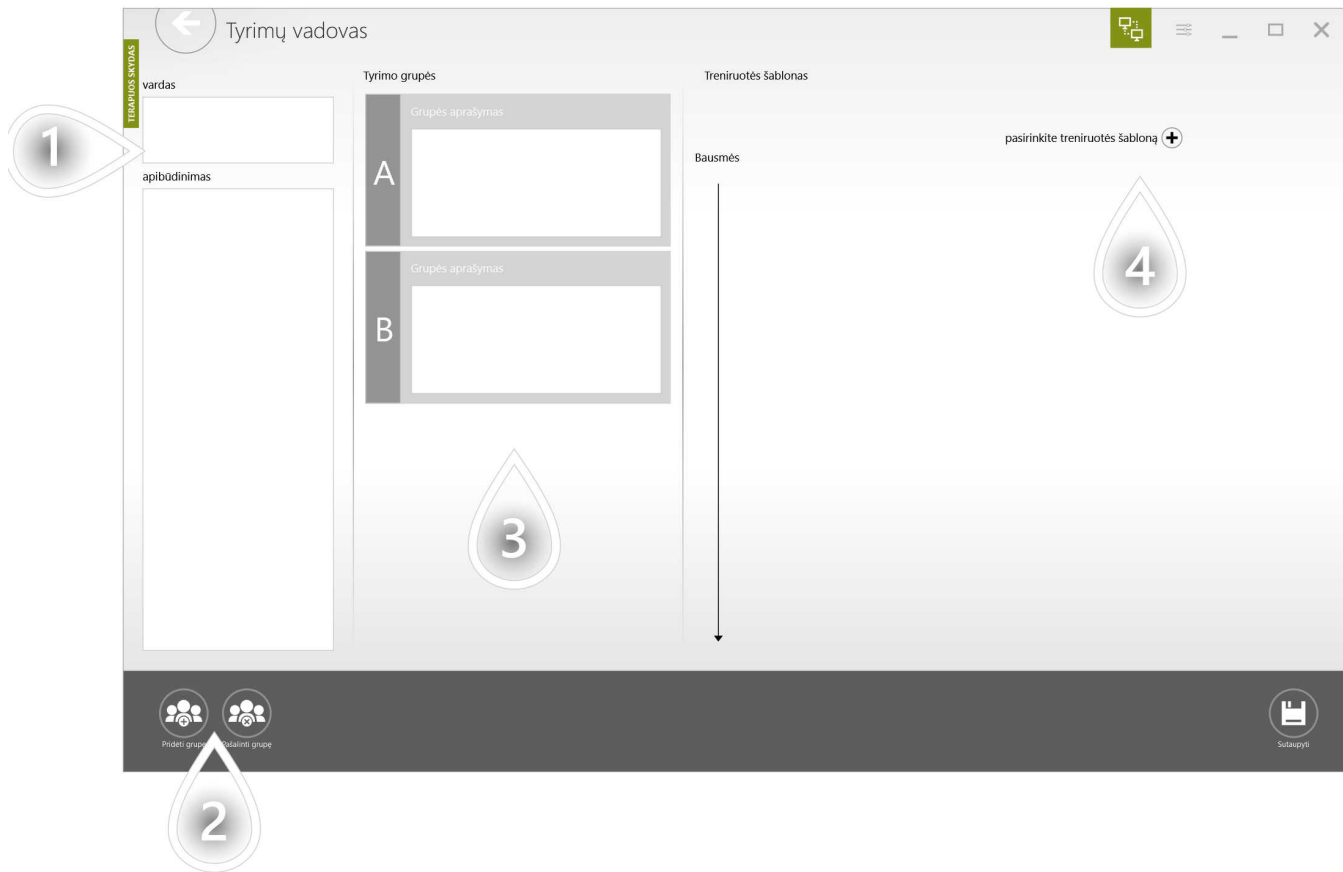 Tyrimų vadovas
TERAPIJOS SKYDAS
vardas
apibūdinimas
Tyrimo grupės
A
Grupės aprašymas
B
Grupės aprašymas
Treniruotės šablonas
pasirinkite treniruotės šabloną
Bausmės
1
2
3
4
Pridėti grupę
Pašalinti grupę
Sutaupyti